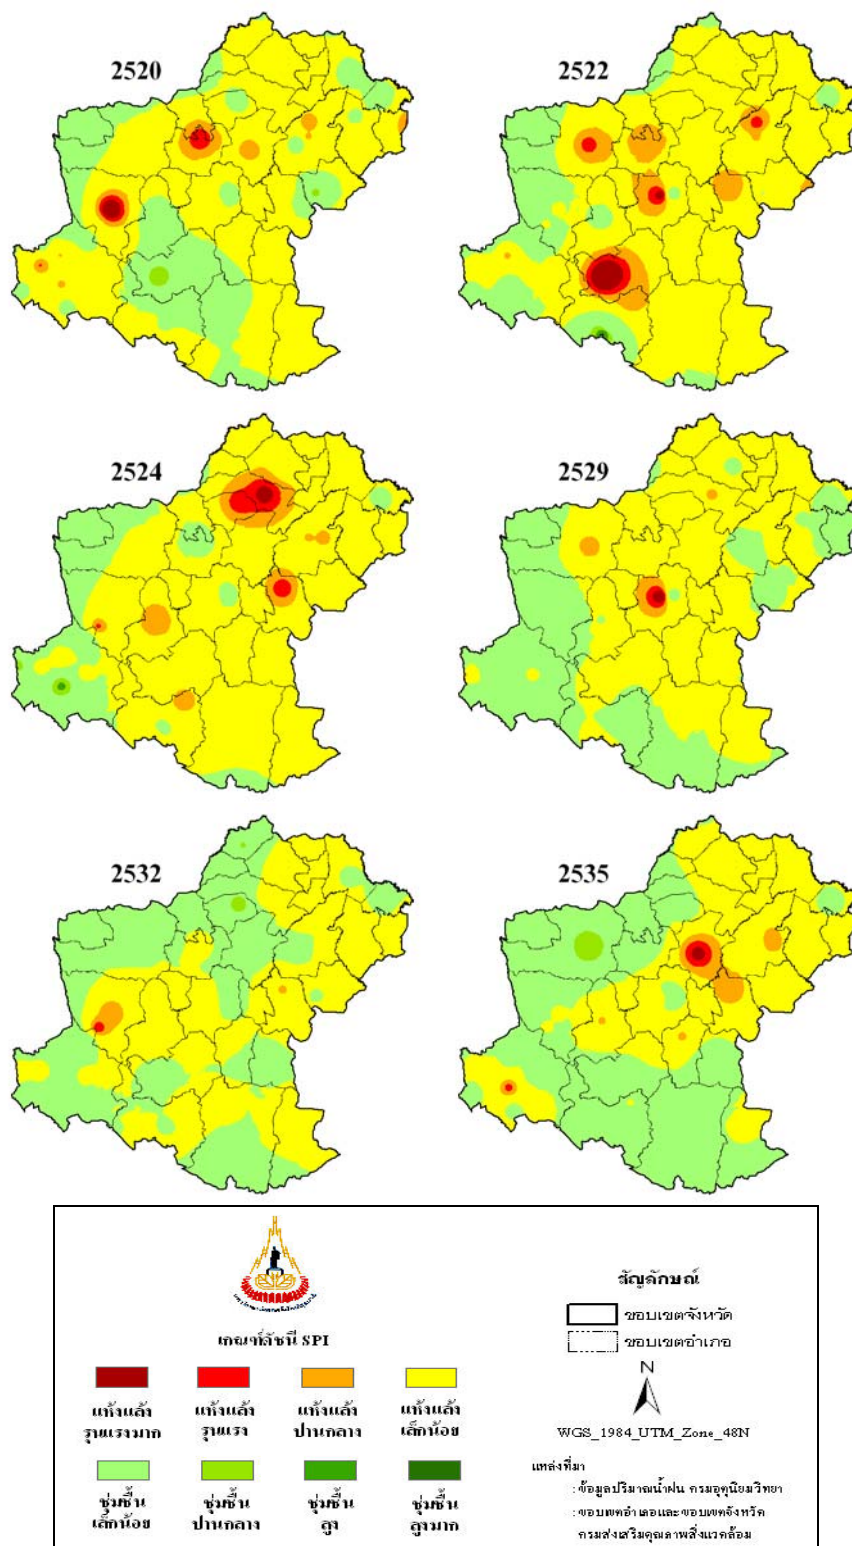 2520
2522
2524
2529
2532
2535
เกณฑ์ดัชนี SPI
แห้งแล้ง
รุนแรงมาก
แห้งแล้ง
รุนแรง
แห้งแล้ง
ปานกลาง
แห้งแล้ง
เล็กน้อย
ชุ่มชื้น
เล็กน้อย
ชุ่มชื้น
ปานกลาง
ชุ่มชื้น
สูง
ชุ่มชื้น
สูงมาก
สัญลักษณ์
ขอบเขตจังหวัด
ขอบเขตอำเภอ
N
WGS_1984_UTM_Zone_48N
แหล่งที่มา
: ข้อมูลปริมาณน้ำฝน กรมอุตุนิยมวิทยา
: ขอบเขตอำเภอและขอบเขตจังหวัด
กรมส่งเสริมคุณภาพสิ่งแวดล้อม